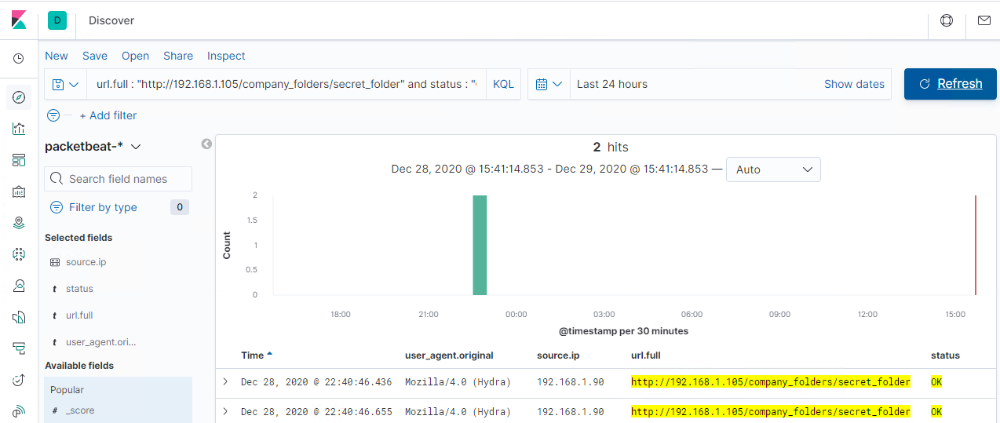 D Discover
New Save Open Share Inspect
url.full : "http://192.168.1.105/company_folders/secret_folder" and status : " KQL Last 24 hours Show dates Refresh
+ Add filter
packetbeat-*
2 hits
Search field names
Dec 28, 2020 @ 15:41:14.853 - Dec 29, 2020 @ 15:41:14.853 — Auto
Filter by type 0
Selected fields
source.ip
status
url.full
user_agent.ori...
Available fields
Popular
# _score
Count
2
1.5
1
0.5
0
18:00 21:00 00:00 03:00 06:00 09:00 12:00 15:00
@timestamp per 30 minutes
Time user_agent.original source.ip url.full status
Dec 28, 2020 @ 22:40:46.436 Mozilla/4.0 (Hydra) 192.168.1.90 http://192.168.1.105/company_folders/secret_folder OK
Dec 28, 2020 @ 22:40:46.655 Mozilla/4.0 (Hydra) 192.168.1.90 http://192.168.1.105/company_folders/secret_folder OK